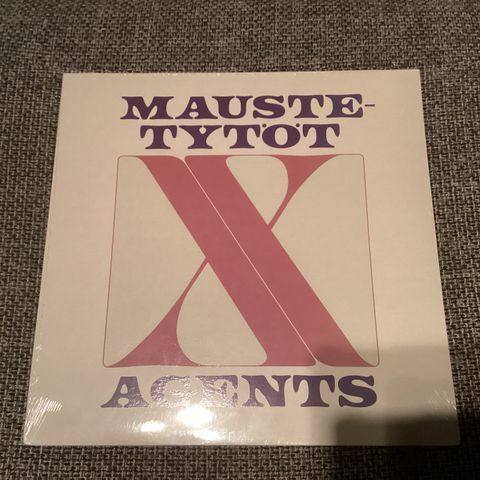 MAUSTE-
TYTÖT
X
AGENTS